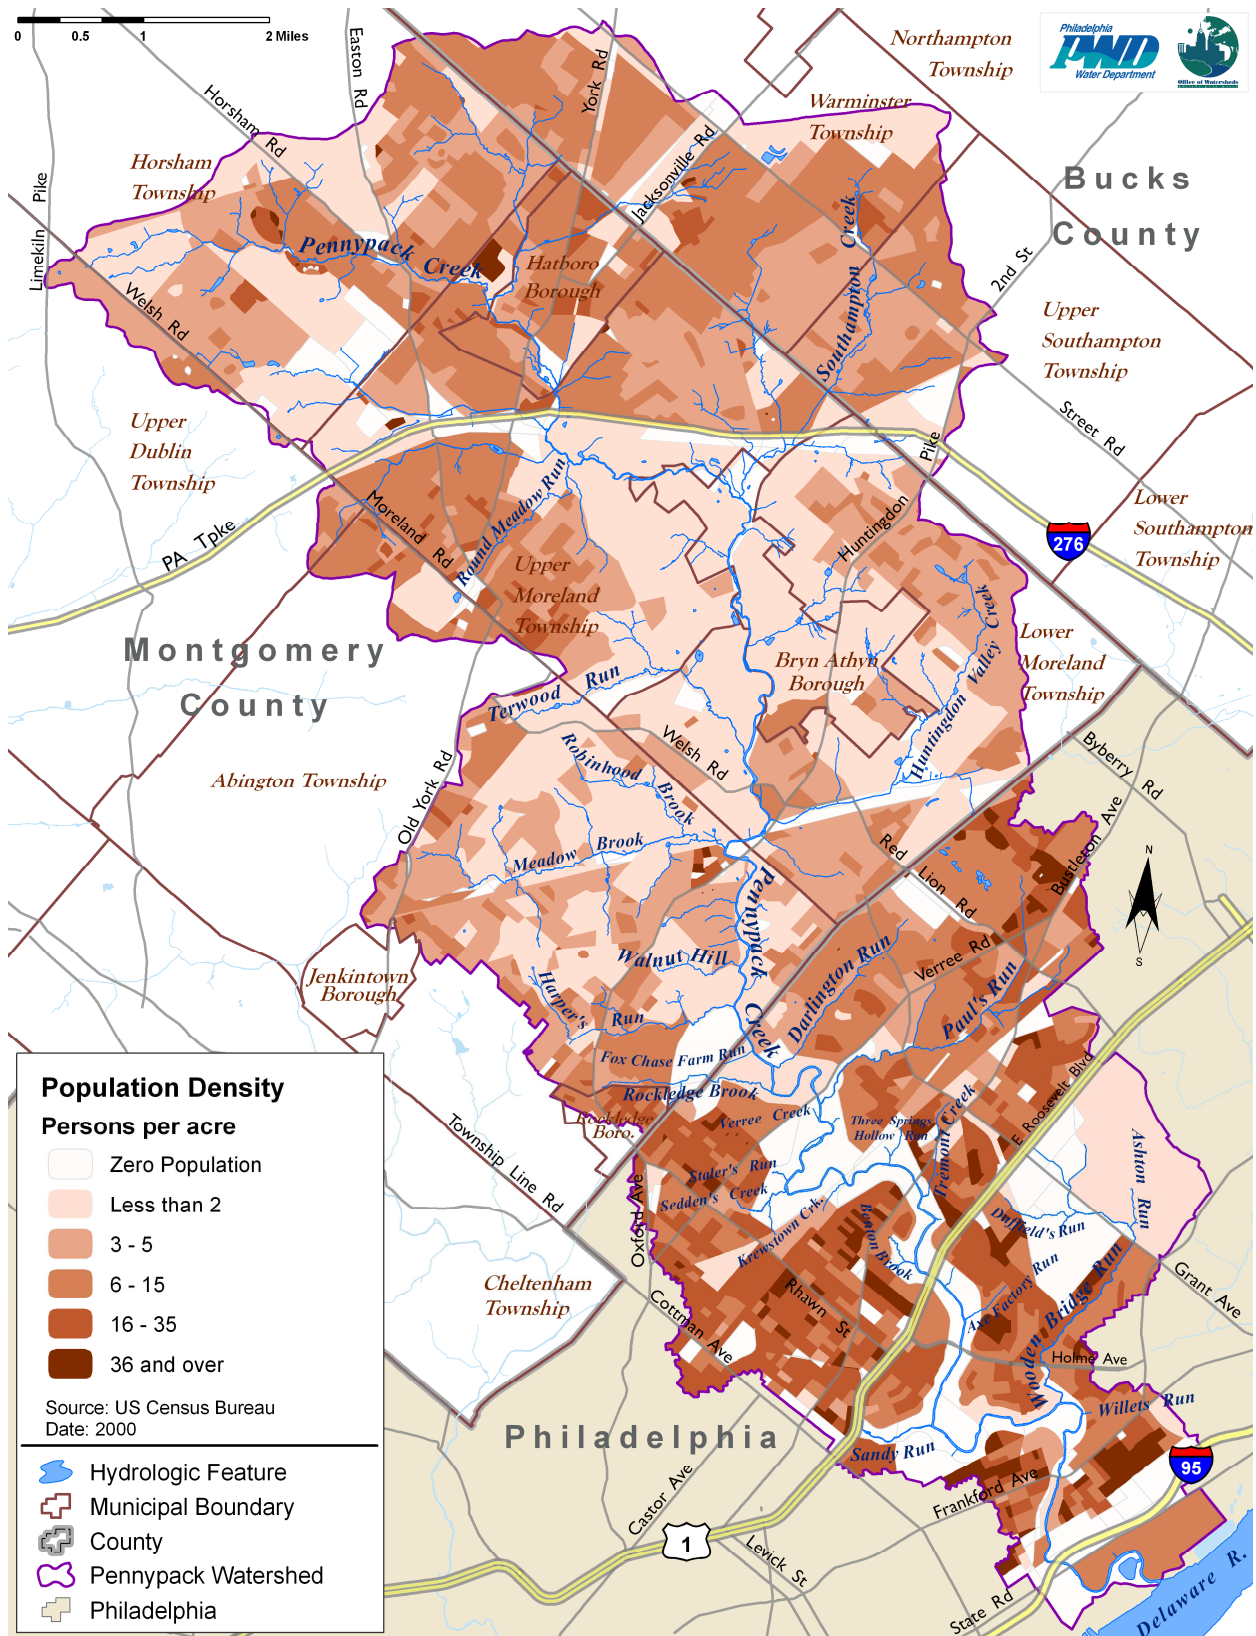 0 0.5 1 2 Miles
Philadelphia
PWD
Water Department
Office of Watersheds
Northampton
Township
Warminster
Township
Easton Rd
York Rd
Horsham Rd
Jacksonville Rd
Horsham
Township
Limekiln Pike
Bucks
County
Pennypack Creek
Hatboro
Borough
Southampton Creek
2nd St
Welsh Rd
Upper
Southampton
Township
Street Rd
Upper
Dublin
Township
Pike
Huntingdon
Moreland Rd
Round Meadow Run
PA Tpke
276
Lower
Southampton
Township
Upper
Moreland
Township
Montgomery
County
Bryn Athyn
Borough
Huntingdon Valley Creek
Lower
Moreland
Township
Terwood Run
Welsh Rd
Robinhood Brook
Abington Township
Old York Rd
Meadow Brook
Byberry Rd
Bustleton Ave
Red Lion Rd
Verree Rd
N
S
Pennypack Creek
Walnut Hill
Darlington Run
Paul's Run
Jenkintown
Borough
Harper's Run
Fox Chase Farm Run
Rockledge Brook
Rockledge
Boro.
Verree Creek
Three Springs
Hollow Run
Tremont Creek
E Roosevelt Blvd
Ashton Run
Township Line Rd
Oxford Ave
Staler's Run
Sedden's Creek
Krewstown Crk.
Benton Brook
Duffield's Run
Axe Factory Run
Wooden Bridge Run
Grant Ave
Cheltenham
Township
Cottman Ave
Rhawn St
Holme Ave
Willets Run
Philadelphia
Sandy Run
95
Frankford Ave
Castor Ave
1
Levick St
State Rd
Delaware R.
Population Density
Persons per acre
Zero Population
Less than 2
3 - 5
6 - 15
16 - 35
36 and over
Source: US Census Bureau
Date: 2000
Hydrologic Feature
Municipal Boundary
County
Pennypack Watershed
Philadelphia